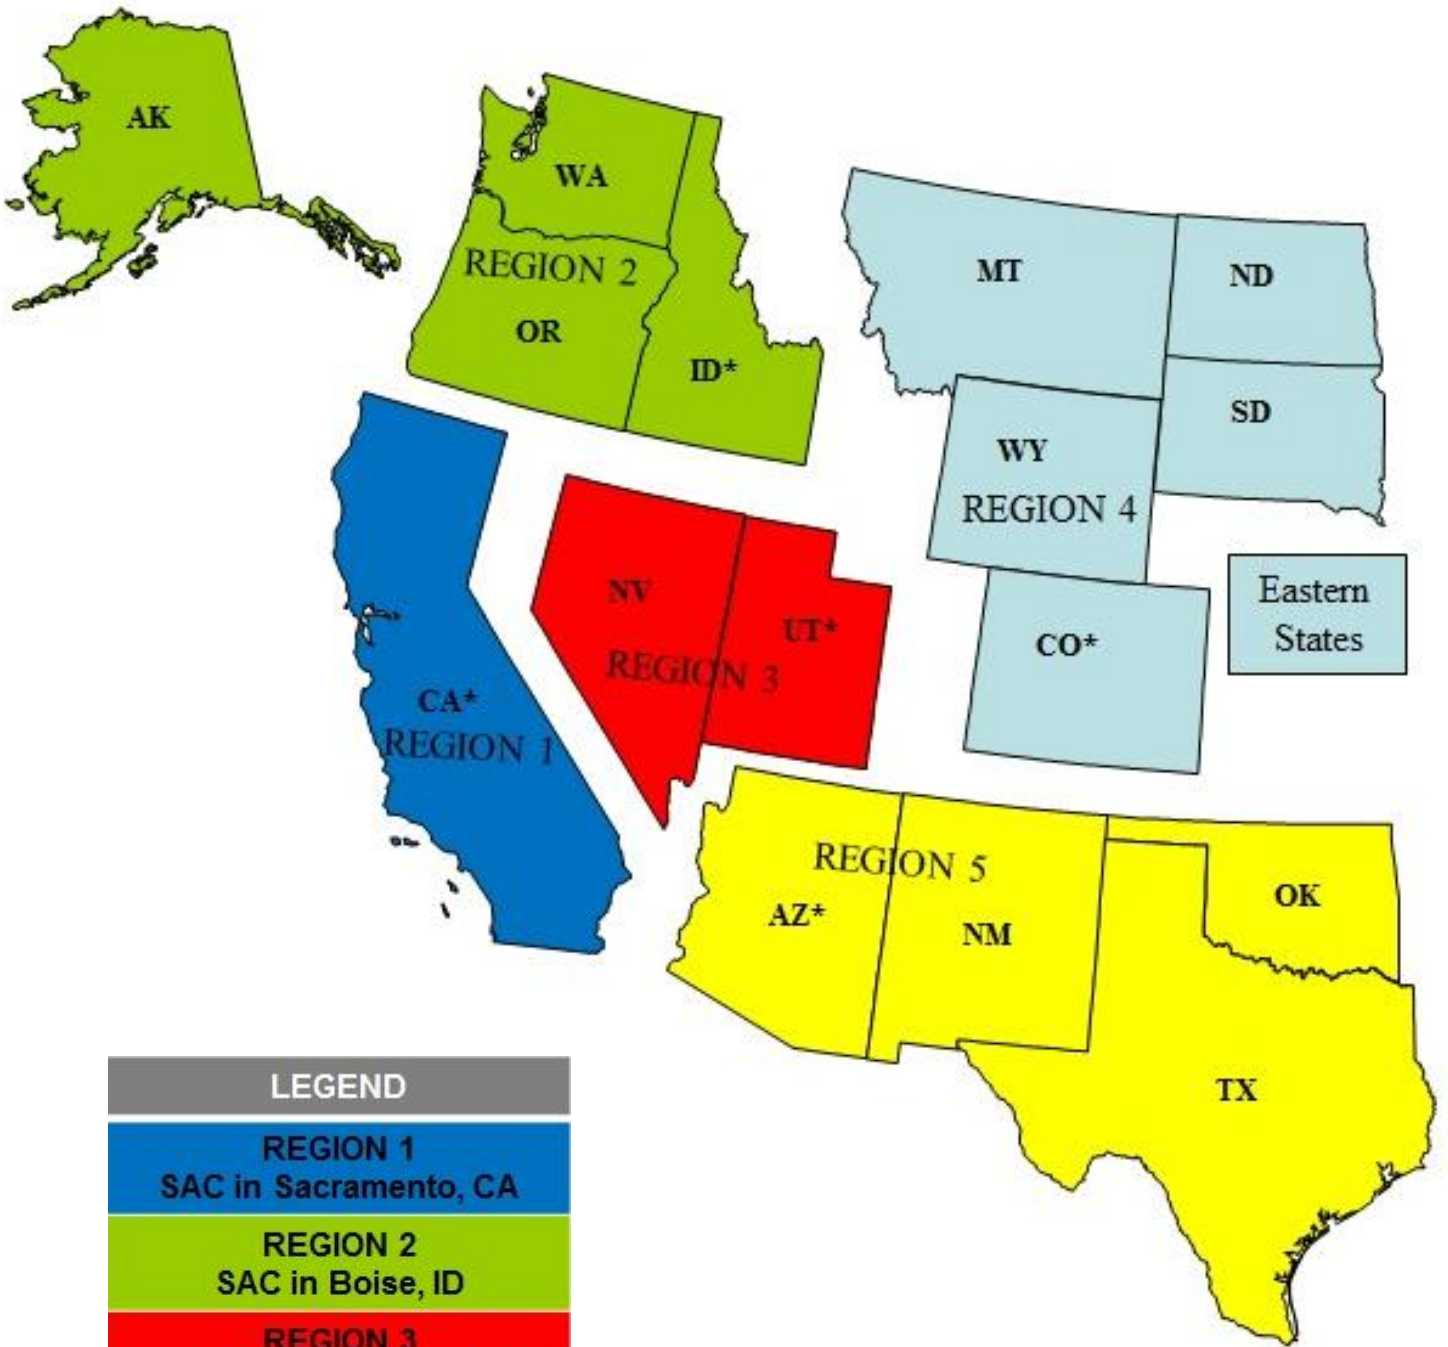 AK
WA
REGION 2
OR
ID*
MT
ND
SD
WY
REGION 4
Eastern
States
CO*
NV
UT*
REGION 3
CA*
REGION 1
REGION 5
AZ*
NM
OK
TX
LEGEND
REGION 1
SAC in Sacramento, CA
REGION 2
SAC in Boise, ID
REGION 3